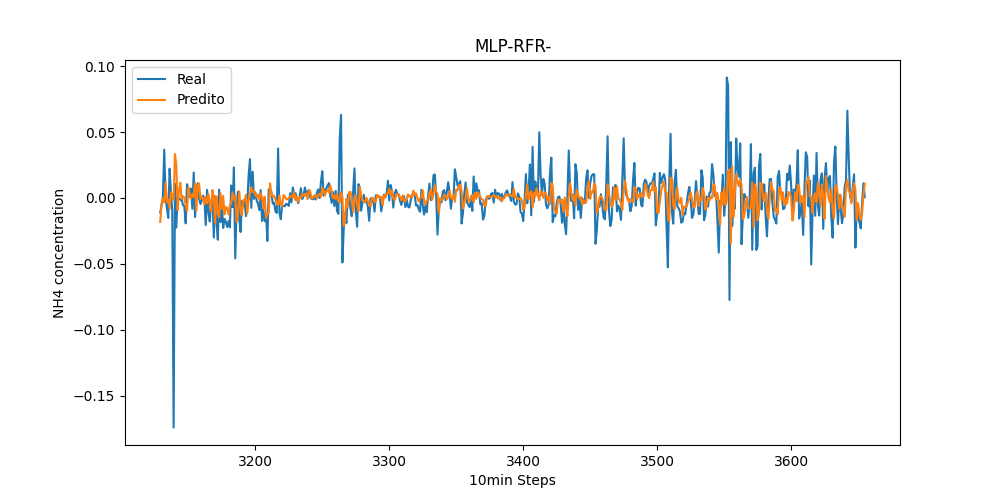 MLP-RFR-
Real
Predito
0.10
0.05
0.00
−0.05
−0.10
−0.15
NH4 concentration
3200 3300 3400 3500 3600
10min Steps